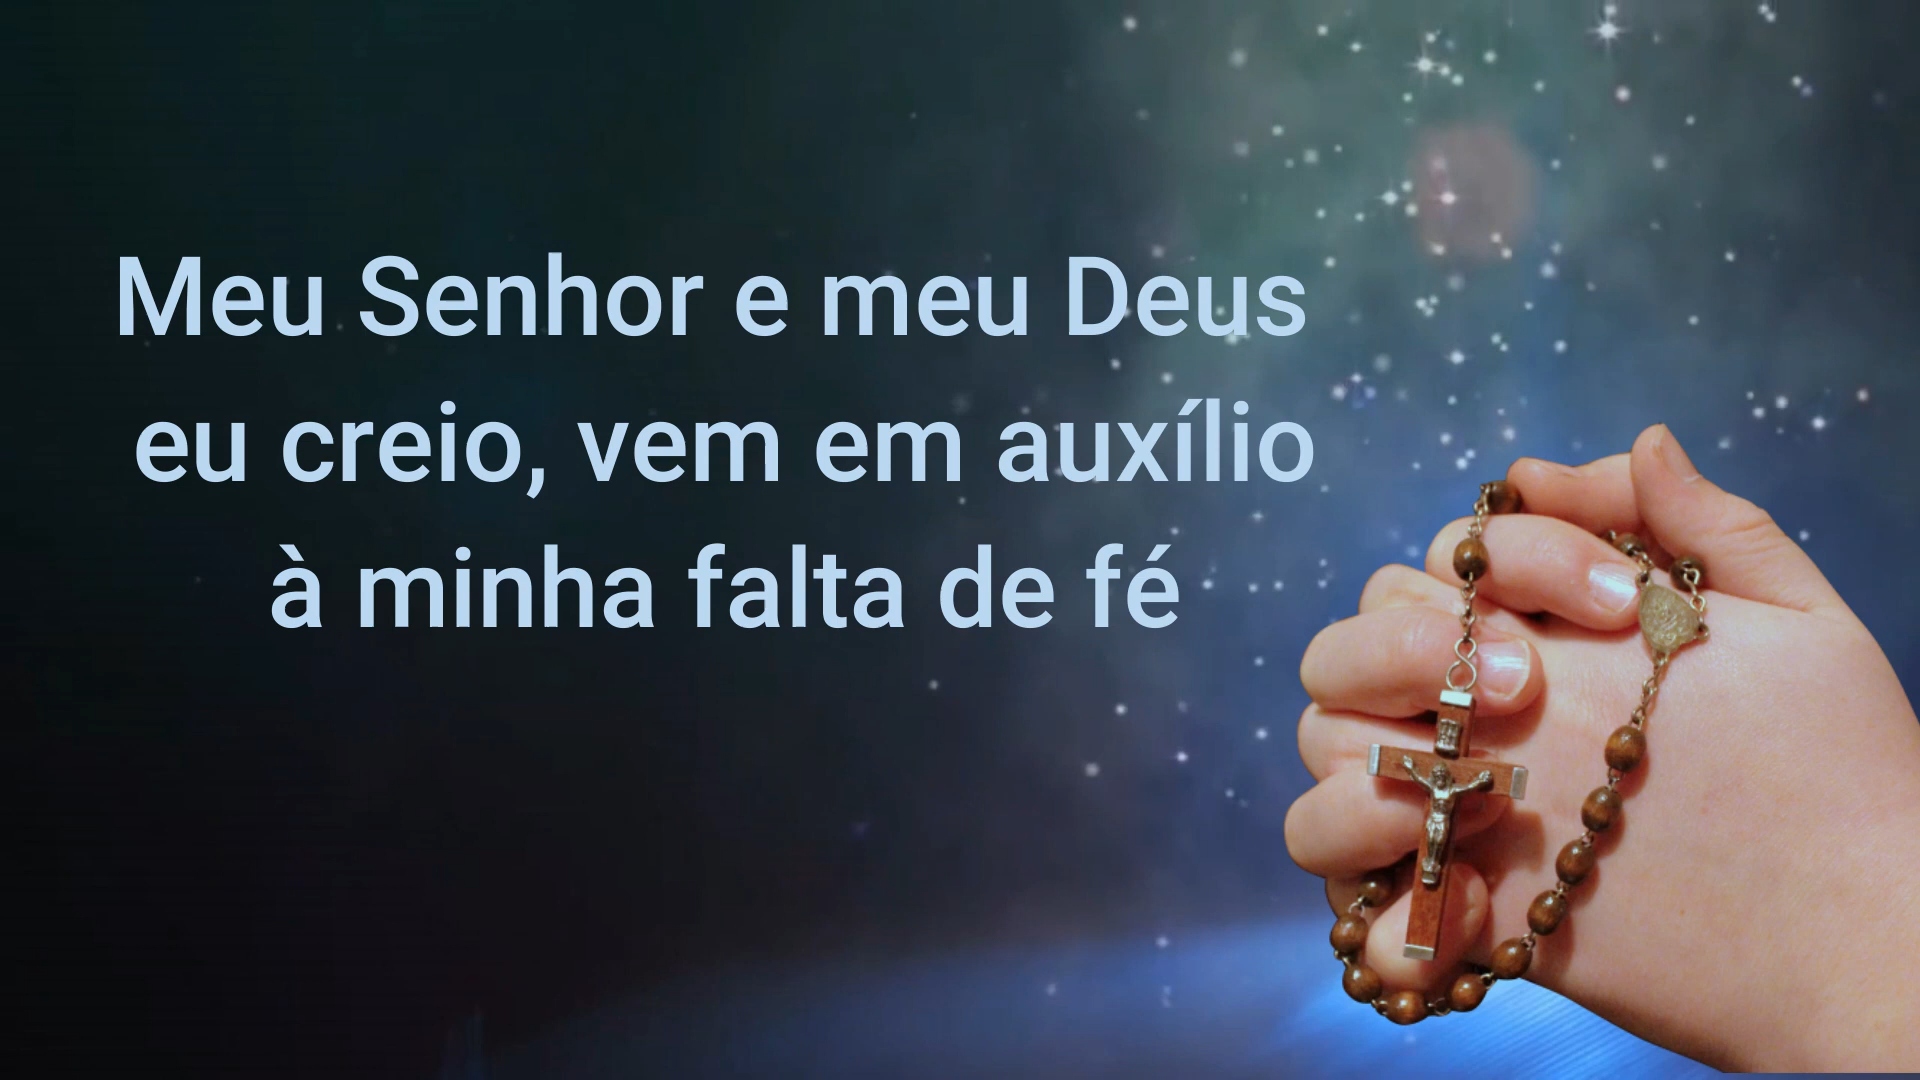 Meu Senhor e meu Deus
eu creio, vem em auxílio
à minha falta de fé